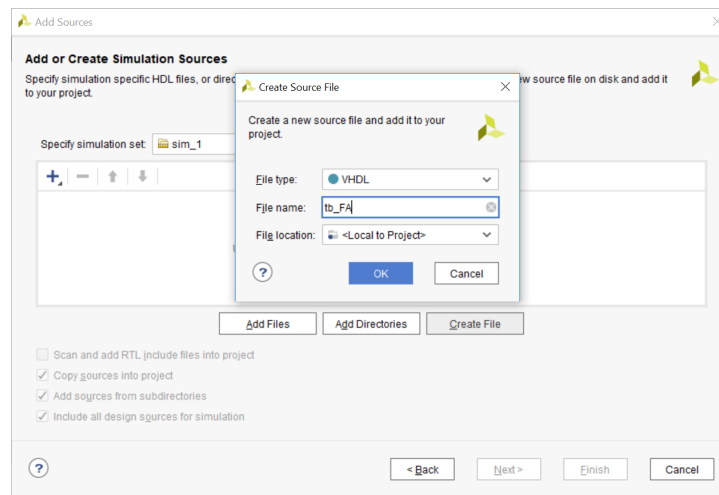 Add Sources
Add or Create Simulation Sources
Specify simulation specific HDL files, or direc
ew source file on disk and add it
to your project.
Specify simulation set: sim_1
Create Source File
Create a new source file and add it to your
project.
File type: VHDL
File name: tb_FA
File location: <Local to Project>
? OK Cancel
Add Files Add Directories Create File
Scan and add RTL include files into project
Copy sources into project
Add sources from subdirectories
Include all design sources for simulation
? < Back Next > Finish Cancel